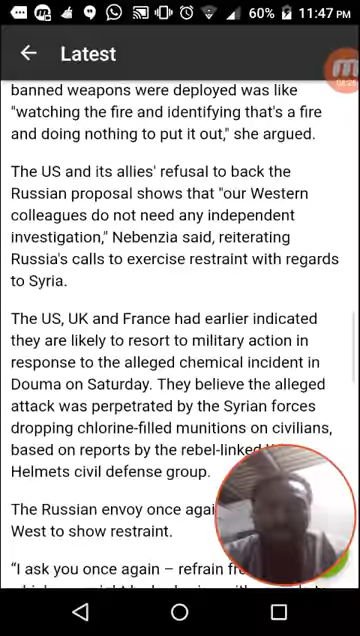 60% 11:47 PM
Latest
banned weapons were deployed was like
"watching the fire and identifying that's a fire
and doing nothing to put it out," she argued.
The US and its allies' refusal to back the
Russian proposal shows that "our Western
colleagues do not need any independent
investigation," Nebenzia said, reiterating
Russia's calls to exercise restraint with regards
to Syria.
The US, UK and France had earlier indicated
they are likely to resort to military action in
response to the alleged chemical incident in
Douma on Saturday. They believe the alleged
attack was perpetrated by the Syrian forces
dropping chlorine-filled munitions on civilians,
based on reports by the rebel-linked
Helmets civil defense group.
The Russian envoy once agai
West to show restraint.
“I ask you once again – refrain